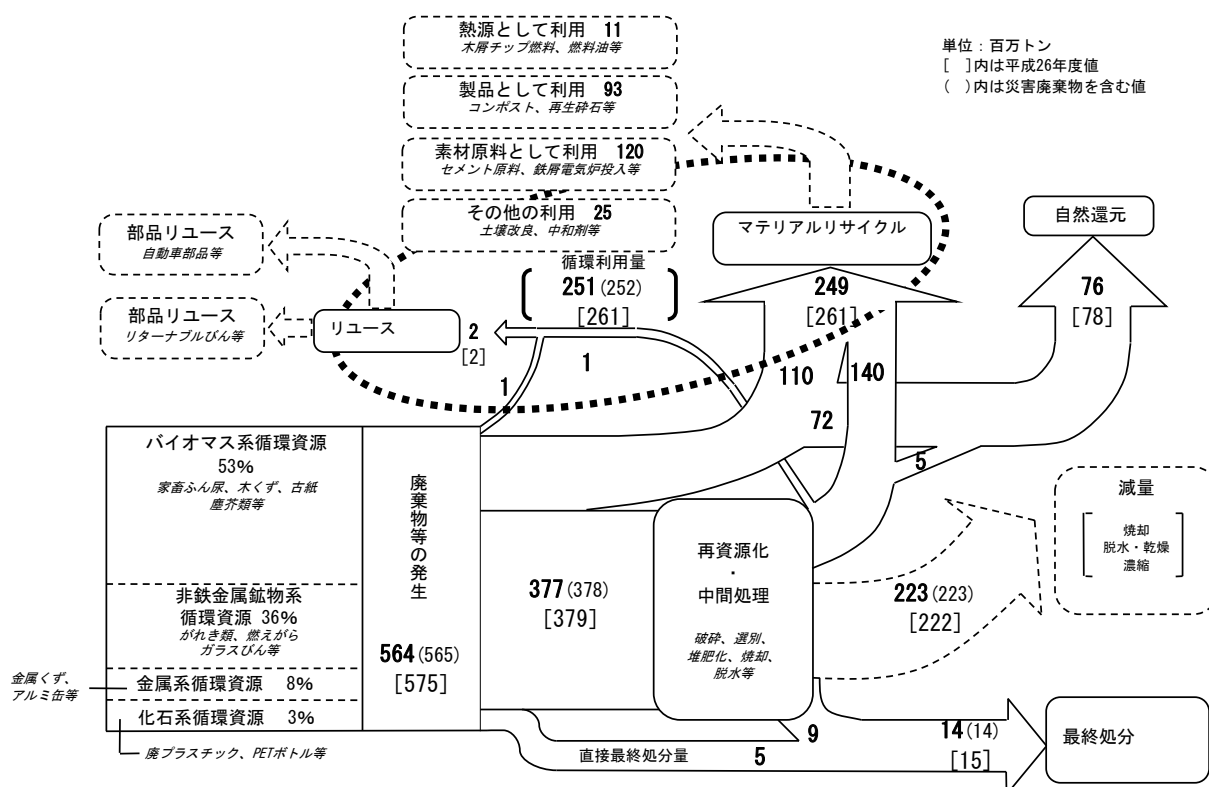 熱源として利用 11
木屑チップ燃料、燃料油等
単位：百万トン
[ ]内は平成26年度値
( )内は災害廃棄物を含む値
製品として利用 93
コンポスト、再生砕石等
素材原料として利用 120
セメント原料、鉄屑電気炉投入等
その他の利用 25
土壌改良、中和剤等
部品リユース
自動車部品等
部品リユース
リターナブルびん等
リユース
2
[2]
循環利用量
251(252)
[261]
マテリアルリサイクル
249
[261]
自然還元
76
[78]
1
1
110
140
72
5
バイオマス系循環資源
53%
家畜ふん尿、木くず、古紙
塵芥類等
非鉄金属鉱物系
循環資源 36%
がれき類、燃えがら
ガラスびん等
金属くず、
アルミ缶等
金属系循環資源 8%
化石系循環資源 3%
廃プラスチック、PETボトル等
廃棄物等の発生
564(565)
[575]
377(378)
[379]
再資源化
・
中間処理
破砕、選別、
堆肥化、焼却、
脱水等
減量
焼却
脱水・乾燥
濃縮
223(223)
[222]
9
直接最終処分量 5
14(14)
[15]
最終処分